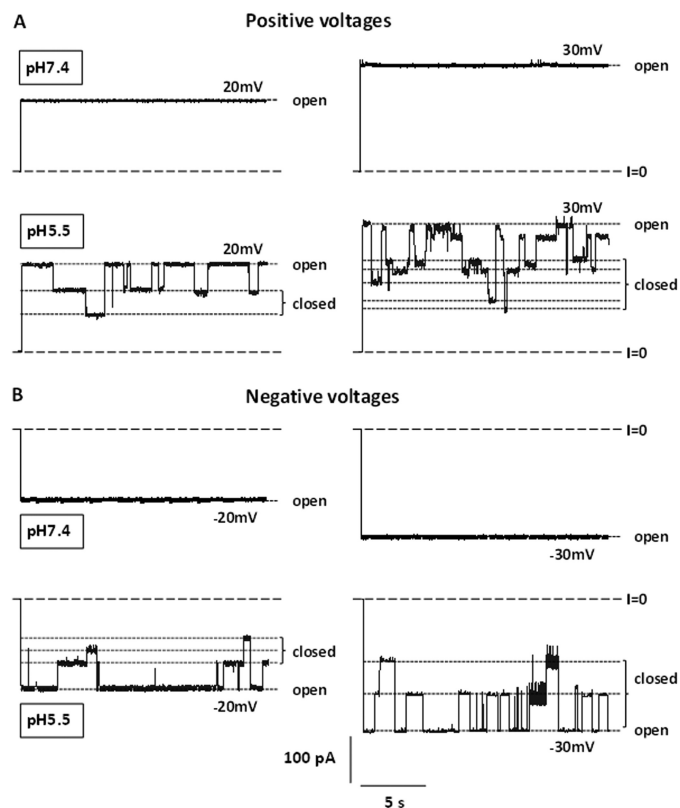 A
Positive voltages
pH7.4
20mV
open
30mV
open
I=0
pH5.5
20mV
open
closed
30mV
open
closed
I=0
B
Negative voltages
I=0
open
-20mV
pH7.4
open
-30mV
I=0
closed
open
-20mV
pH5.5
closed
open
-30mV
100 pA
5 s